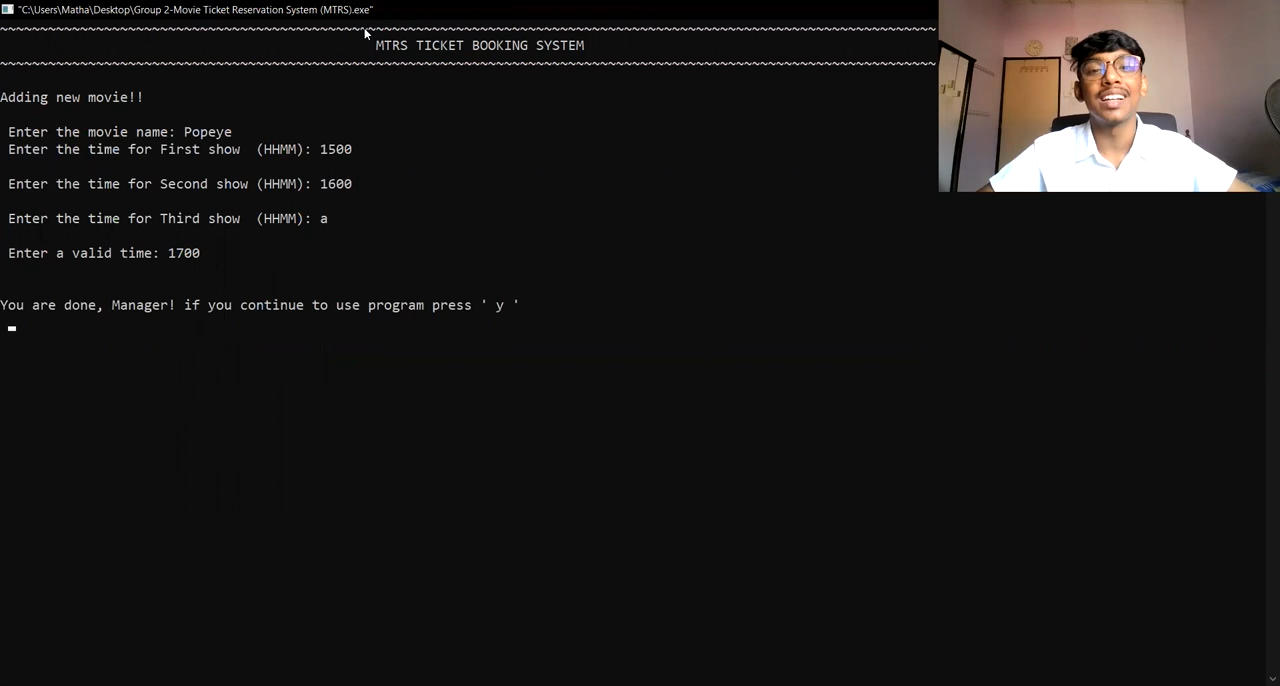 "C:\Users\Matha\Desktop\Group 2-Movie Ticket Reservation System (MTRS).exe"
~~~~~~~~~~~~~~~~~~~~~~~~~~~~~~~~~~~~~~~~~~~~~~~~~~~~~~~~~~~~~~~~~~~~~~~~~~~~~~~~~~~~~~~~~~~~~~~~~~~~~~~~~~~~~~~~~~~~~
MTRS TICKET BOOKING SYSTEM
~~~~~~~~~~~~~~~~~~~~~~~~~~~~~~~~~~~~~~~~~~~~~~~~~~~~~~~~~~~~~~~~~~~~~~~~~~~~~~~~~~~~~~~~~~~~~~~~~~~~~~~~~~~~~~~~~~~~~
Adding new movie!!
Enter the movie name: Popeye
Enter the time for First show  (HHMM): 1500
Enter the time for Second show (HHMM): 1600
Enter the time for Third show  (HHMM): a
Enter a valid time: 1700
You are done, Manager! if you continue to use program press ' y '